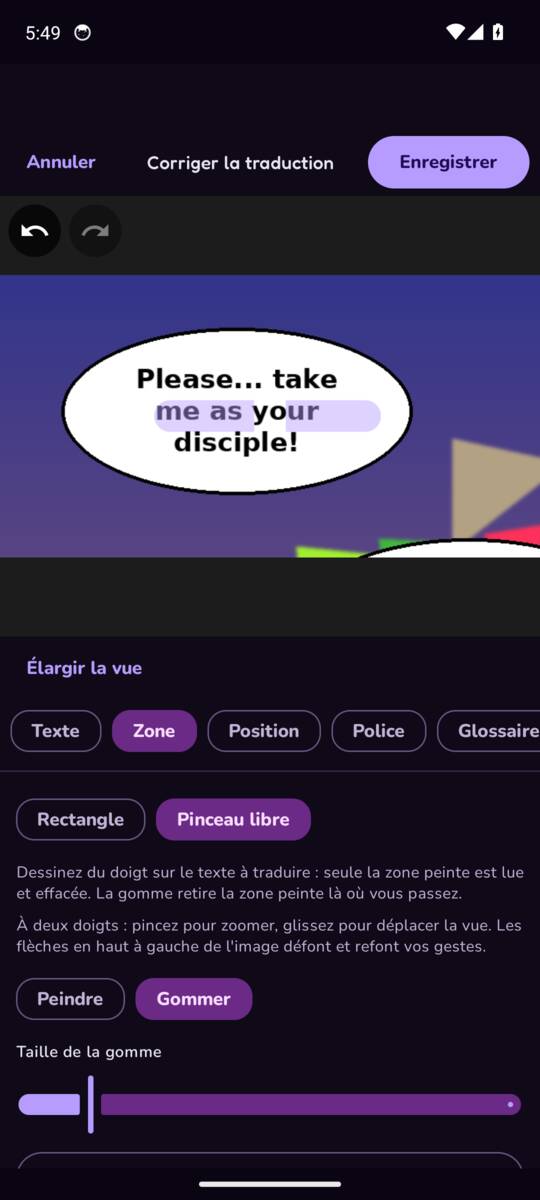 5:49
Annuler
Corriger la traduction
Enregistrer
Please... take
me as your
disciple!
Élargir la vue
Texte
Zone
Position
Police
Glossaire
Rectangle
Pinceau libre
Dessinez du doigt sur le texte à traduire : seule la zone peinte est lue
et effacée. La gomme retire la zone peinte là où vous passez.
À deux doigts : pincez pour zoomer, glissez pour déplacer la vue. Les
flèches en haut à gauche de l'image défont et refont vos gestes.
Peindre
Gommer
Taille de la gomme